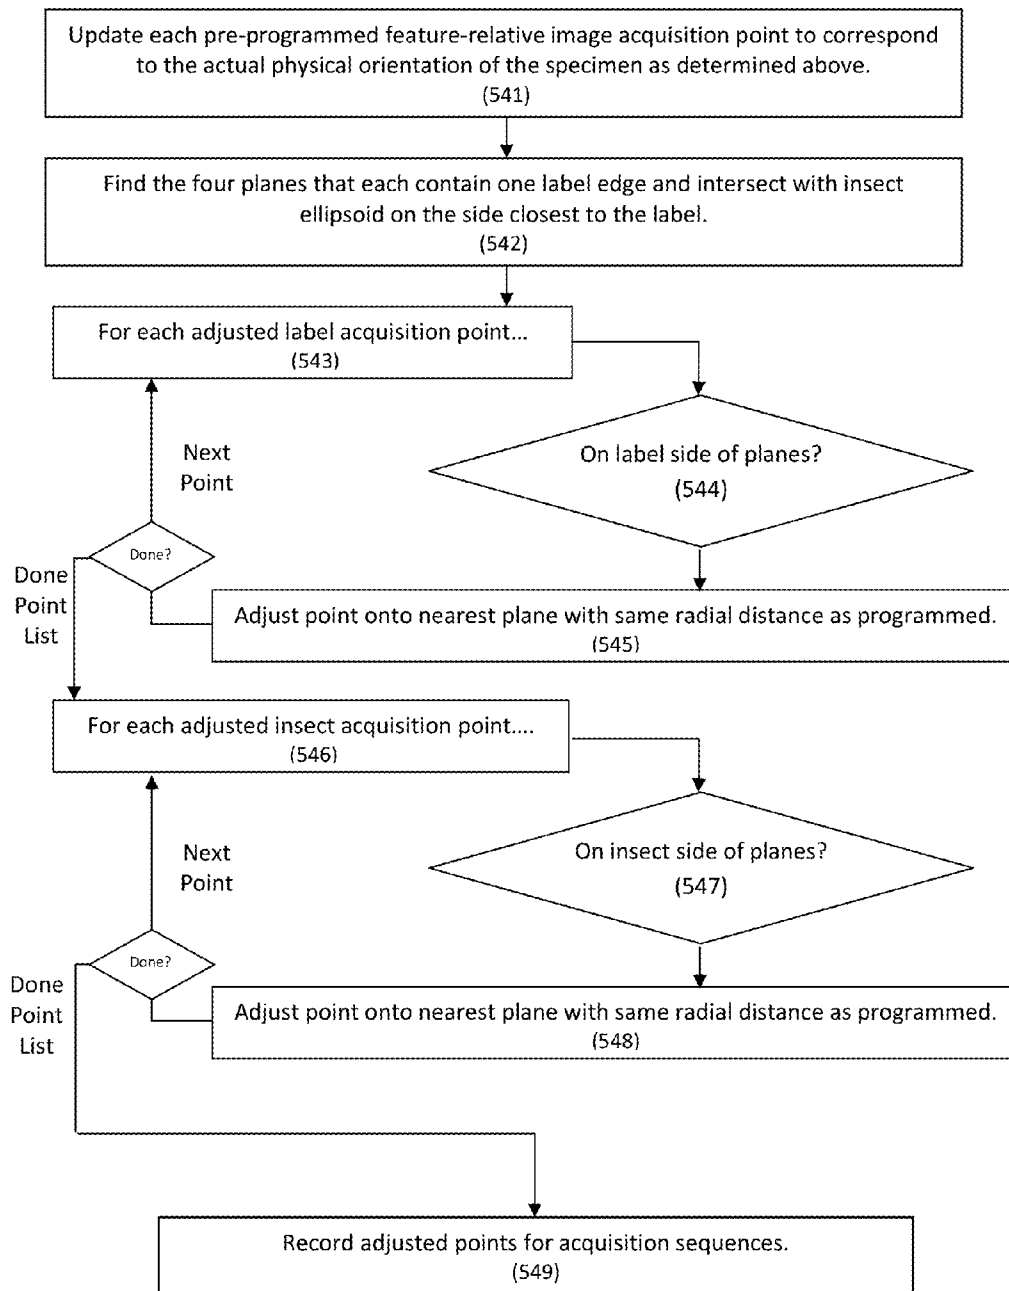 Update each pre-programmed feature-relative image acquisition point to correspond
to the actual physical orientation of the specimen as determined above.
(541)
Find the four planes that each contain one label edge and intersect with insect
ellipsoid on the side closest to the label.
(542)
For each adjusted label acquisition point...
(543)
On label side of planes?
(544)
Next
Point
Done?
Done
Point
List
Adjust point onto nearest plane with same radial distance as programmed.
(545)
For each adjusted insect acquisition point....
(546)
On insect side of planes?
(547)
Next
Point
Done?
Done
Point
List
Adjust point onto nearest plane with same radial distance as programmed.
(548)
Record adjusted points for acquisition sequences.
(549)